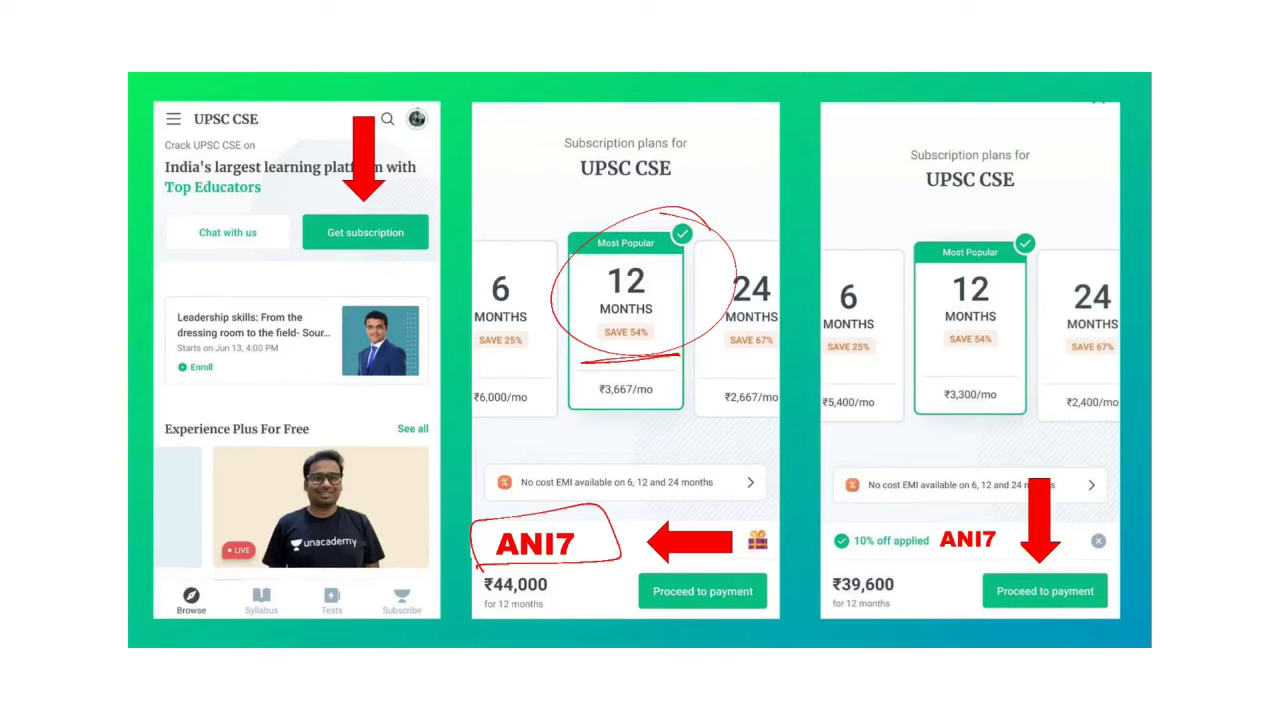 UPSC CSE
Crack UPSC CSE on
India's largest learning platform with
Top Educators
Chat with us
Get subscription
Leadership skills: From the
dressing room to the field- Sour...
Starts on Jun 13, 4:00 PM
Enroll
Experience Plus For Free
See all
unacademy
LIVE
Browse
Syllabus
Tests
Subscribe
Subscription plans for
UPSC CSE
6
MONTHS
SAVE 25%
₹6,000/mo
Most Popular
12
MONTHS
SAVE 54%
₹3,667/mo
24
MONTHS
SAVE 67%
₹2,667/mo
No cost EMI available on 6, 12 and 24 months
ANI7
₹44,000
for 12 months
Proceed to payment
Subscription plans for
UPSC CSE
6
MONTHS
SAVE 25%
₹5,400/mo
Most Popular
12
MONTHS
SAVE 54%
₹3,300/mo
24
MONTHS
SAVE 67%
₹2,400/mo
No cost EMI available on 6, 12 and 24 months
10% off applied ANI7
₹39,600
for 12 months
Proceed to payment